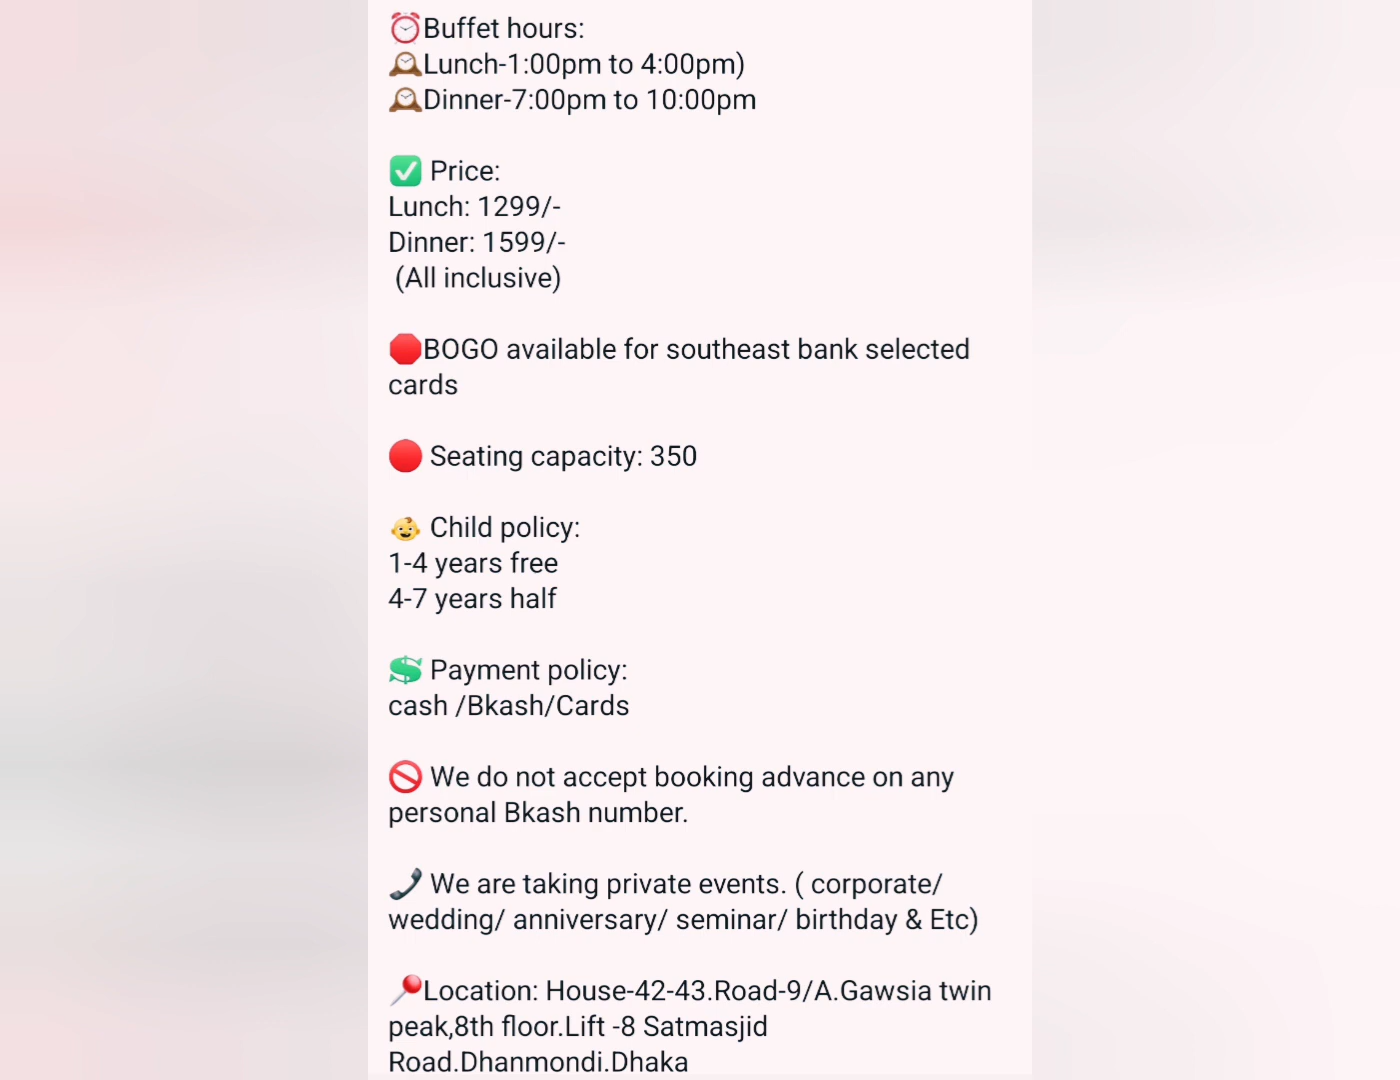 ⏰Buffet hours:
🕰Lunch-1:00pm to 4:00pm)
🕰Dinner-7:00pm to 10:00pm
✅ Price:
Lunch: 1299/-
Dinner: 1599/-
(All inclusive)
🛑BOGO available for southeast bank selected
cards
🔴 Seating capacity: 350
👶 Child policy:
1-4 years free
4-7 years half
💲 Payment policy:
cash /Bkash/Cards
🚫 We do not accept booking advance on any
personal Bkash number.
📞 We are taking private events. ( corporate/
wedding/ anniversary/ seminar/ birthday & Etc)
📍Location: House-42-43.Road-9/A.Gawsia twin
peak,8th floor.Lift -8 Satmasjid
Road.Dhanmondi.Dhaka